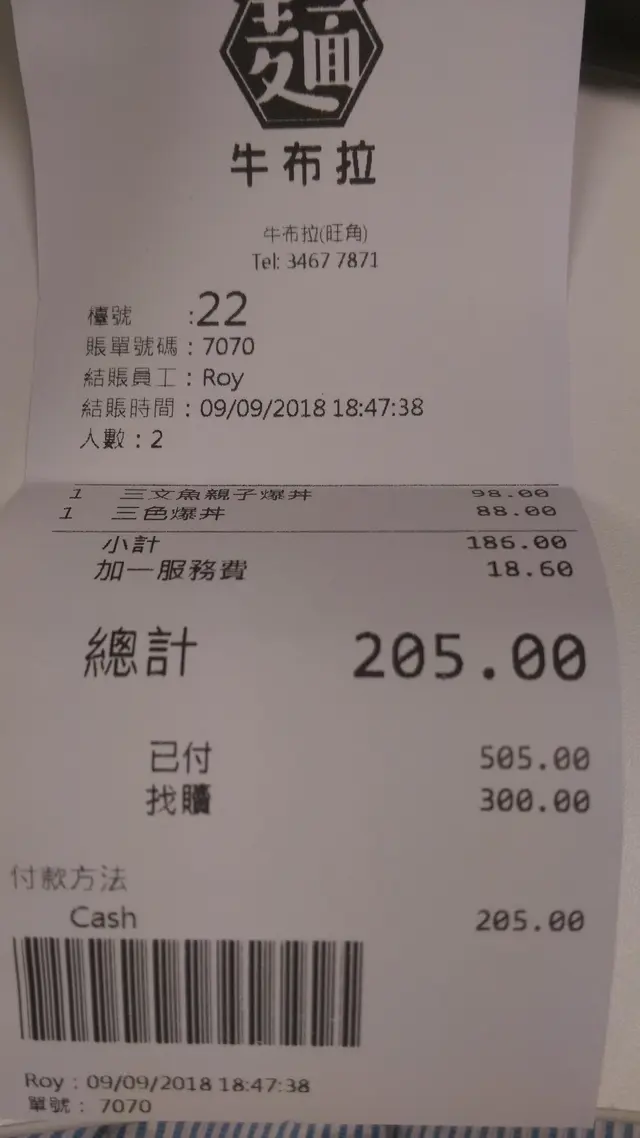 麵
牛布拉
牛布拉(旺角)
Tel: 3467 7871
檯號 :22
賬單號碼 : 7070
結賬員工 : Roy
結賬時間 : 09/09/2018 18:47:38
人數 : 2
1 三文魚親子爆丼 98.00
1 三色爆丼 88.00
小計 186.00
加一服務費 18.60
總計 205.00
已付 505.00
找贖 300.00
付款方法
Cash 205.00
Roy : 09/09/2018 18:47:38
單號 : 7070